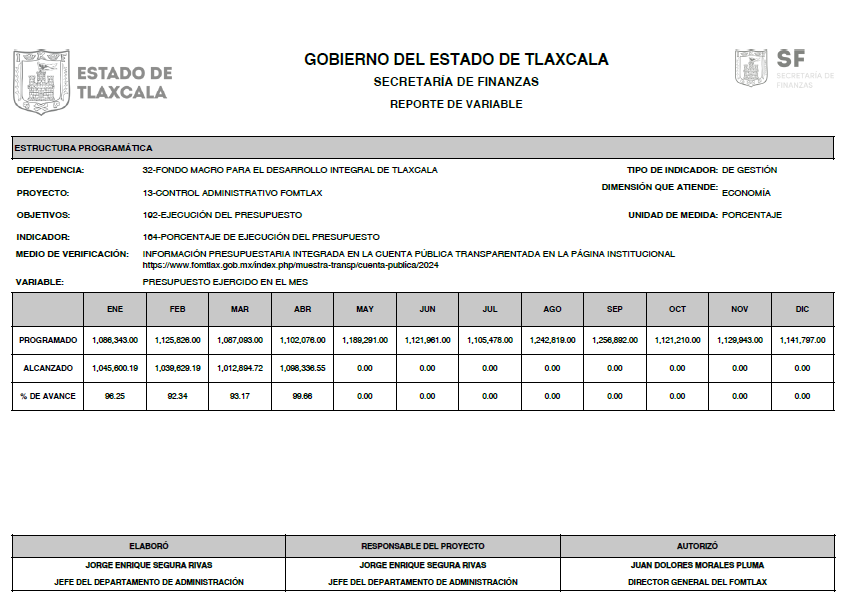 ESTADO DE
TLAXCALA
GOBIERNO DEL ESTADO DE TLAXCALA
SECRETARÍA DE FINANZAS
REPORTE DE VARIABLE
SF
SECRETARÍA DE
FINANZAS
ESTRUCTURA PROGRAMÁTICA
DEPENDENCIA: 32-FONDO MACRO PARA EL DESARROLLO INTEGRAL DE TLAXCALA TIPO DE INDICADOR: DE GESTIÓN
PROYECTO: 13-CONTROL ADMINISTRATIVO FOMTLAX DIMENSIÓN QUE ATIENDE: ECONOMÍA
OBJETIVOS: 192-EJECUCIÓN DEL PRESUPUESTO UNIDAD DE MEDIDA: PORCENTAJE
INDICADOR: 164-PORCENTAJE DE EJECUCIÓN DEL PRESUPUESTO
MEDIO DE VERIFICACIÓN: INFORMACIÓN PRESUPUESTARIA INTEGRADA EN LA CUENTA PÚBLICA TRANSPARENTADA EN LA PÁGINA INSTITUCIONAL
https://www.fomtlax.gob.mx/index.php/muestra-transp/cuenta-publica/2024
VARIABLE: PRESUPUESTO EJERCIDO EN EL MES
ENE FEB MAR ABR MAY JUN JUL AGO SEP OCT NOV DIC
PROGRAMADO 1,086,343.00 1,125,826.00 1,087,093.00 1,102,076.00 1,189,291.00 1,121,961.00 1,105,478.00 1,242,819.00 1,256,892.00 1,121,210.00 1,129,943.00 1,141,797.00
ALCANZADO 1,045,600.19 1,039,629.19 1,012,894.72 1,098,336.55 0.00 0.00 0.00 0.00 0.00 0.00 0.00 0.00
% DE AVANCE 96.25 92.34 93.17 99.66 0.00 0.00 0.00 0.00 0.00 0.00 0.00 0.00
ELABORÓ RESPONSABLE DEL PROYECTO AUTORIZÓ
JORGE ENRIQUE SEGURA RIVAS JORGE ENRIQUE SEGURA RIVAS JUAN DOLORES MORALES PLUMA
JEFE DEL DEPARTAMENTO DE ADMINISTRACIÓN JEFE DEL DEPARTAMENTO DE ADMINISTRACIÓN DIRECTOR GENERAL DEL FOMTLAX